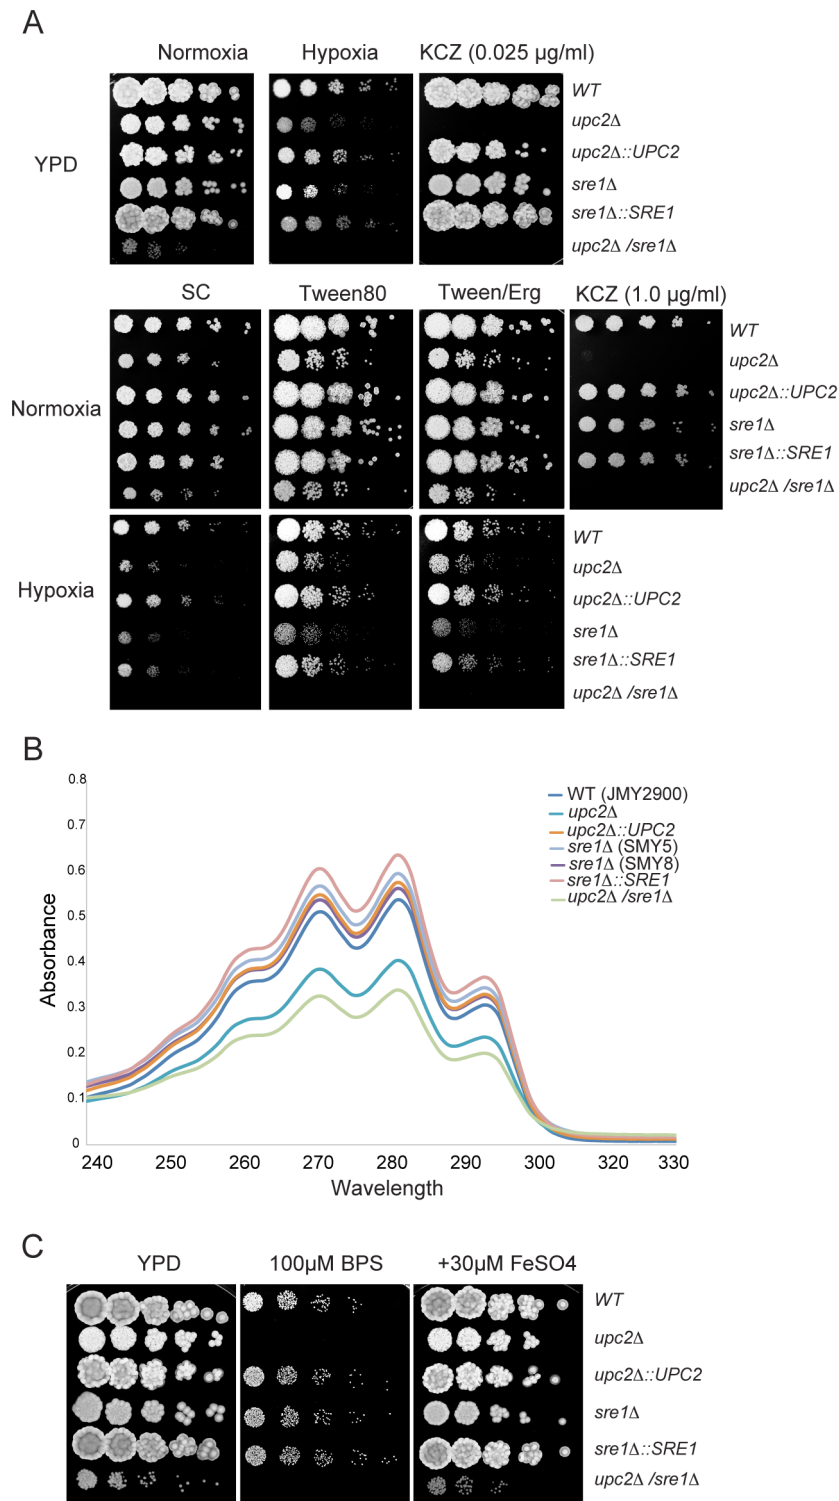 A
Normoxia Hypoxia KCZ (0.025 µg/ml)
YPD
WT
upc2Δ
upc2Δ::UPC2
sre1Δ
sre1Δ::SRE1
upc2Δ /sre1Δ
SC Tween80 Tween/Erg KCZ (1.0 µg/ml)
Normoxia
WT
upc2Δ
upc2Δ::UPC2
sre1Δ
sre1Δ::SRE1
upc2Δ /sre1Δ
Hypoxia
WT
upc2Δ
upc2Δ::UPC2
sre1Δ
sre1Δ::SRE1
upc2Δ /sre1Δ
B
0.8
0.7
0.6
0.5
0.4
0.3
0.2
0.1
0
Absorbance
WT (JMY2900)
upc2Δ
upc2Δ::UPC2
sre1Δ (SMY5)
sre1Δ (SMY8)
sre1Δ::SRE1
upc2Δ /sre1Δ
240 250 260 270 280 290 300 320 330
Wavelength
C
YPD 100µM BPS +30µM FeSO4
WT
upc2Δ
upc2Δ::UPC2
sre1Δ
sre1Δ::SRE1
upc2Δ /sre1Δ